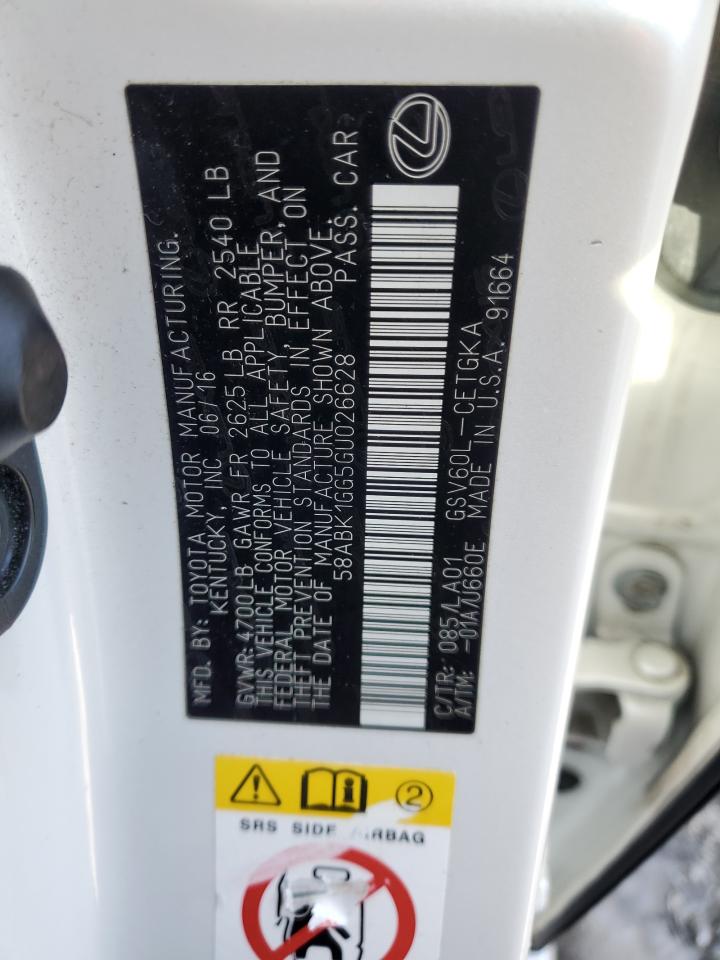 MFD. BY: TOYOTA MOTOR MANUFACTURING.
KENTUCKY, INC 06/16
GVWR:4700LB GAWR FR 2625 LB RR 2540 LB
THIS VEHICLE CONFORMS TO ALL APPLICABLE
FEDERAL MOTOR VEHICLE SAFETY, BUMPER, AND
THEFT PREVENTION STANDARDS IN EFFECT ON
THE DATE OF MANUFACTURE SHOWN ABOVE.
58ABK1GG5GU026628 PASS. CAR
C/TR: 085/LA01 GSV60L-CETGKA
A/TM: -01A/U660E MADE IN U.S.A. 91664
2
SRS SIDE AIRBAG